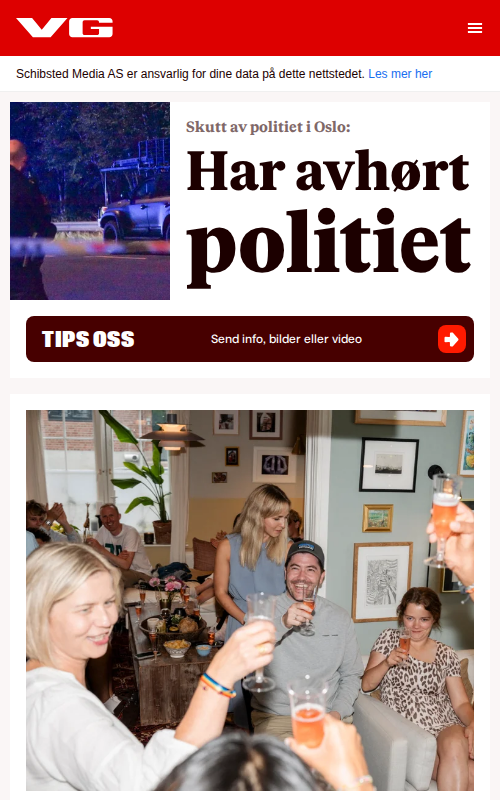 VG
Schibsted Media AS er ansvarlig for dine data på dette nettstedet. Les mer her
Skutt av politiet i Oslo:
Har avhørt
politiet
TIPS OSS
Send info, bilder eller video